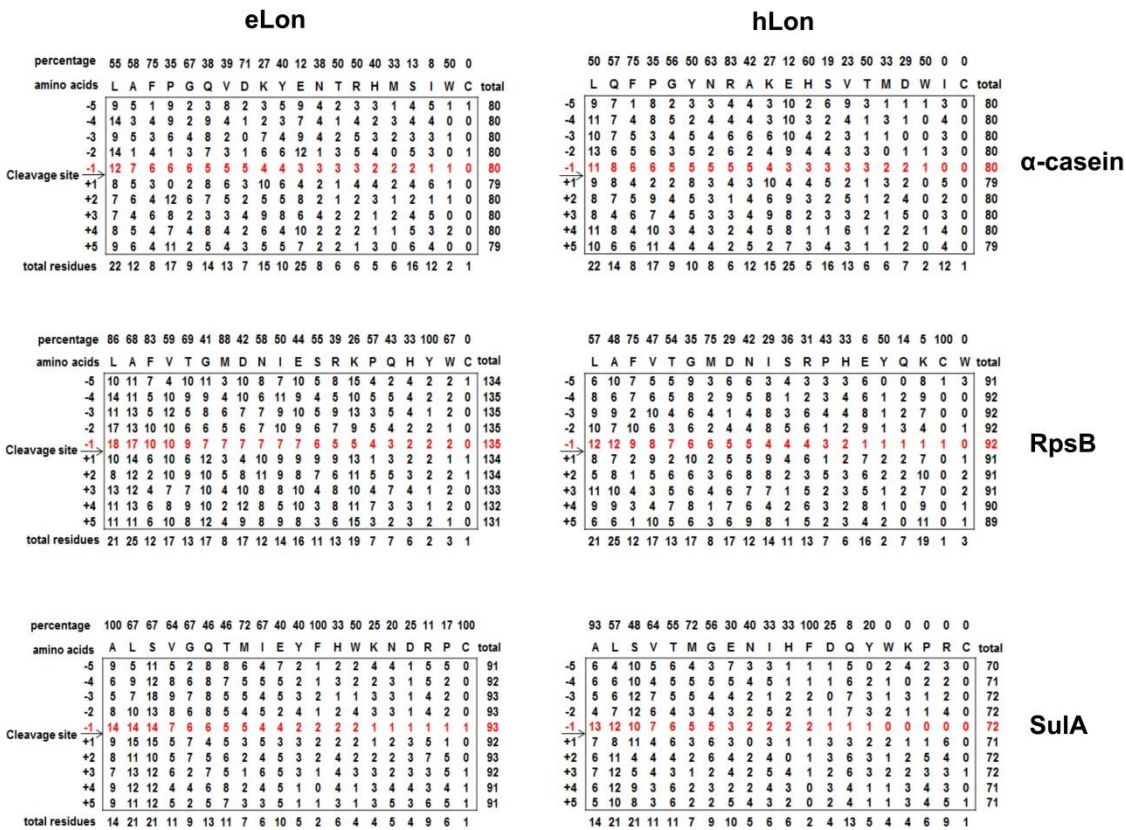 eLon
hLon
percentage 55 58 75 35 67 38 39 71 27 40 12 38 50 50 40 33 13 8 50 0
amino acids L A F P G Q V D K Y E N T R H M S I W C total
-5 9 5 1 9 2 3 8 2 3 5 9 4 2 3 3 1 4 5 1 1 80
-4 14 3 4 9 2 9 4 1 2 3 7 4 1 4 2 3 4 4 0 0 80
-3 9 5 3 6 4 8 2 0 7 4 9 4 2 5 3 2 3 3 1 0 80
-2 14 1 4 1 3 7 3 1 6 6 12 1 3 5 4 0 5 3 0 1 80
Cleavage site -1 12 7 6 6 6 5 5 5 4 4 3 3 3 3 2 2 2 1 1 0 80
+1 8 5 3 0 2 8 6 3 10 6 4 2 1 4 4 2 4 6 1 0 79
+2 7 6 4 12 6 7 5 2 5 5 8 2 1 2 3 1 2 1 1 0 80
+3 7 4 6 8 2 3 3 4 9 8 6 4 2 2 1 2 4 5 0 0 80
+4 11 8 5 4 7 4 8 4 2 6 10 2 2 2 1 2 1 1 0 0 80
+5 9 6 4 11 2 5 4 3 5 5 7 2 2 1 3 0 6 4 0 0 79
total residues 22 12 8 17 9 14 13 7 15 10 25 8 6 6 5 6 16 12 2 1
50 57 75 35 56 50 63 83 42 27 12 60 19 23 50 33 29 50 0 0
L Q F P G Y N R A K E H S V T M D W I C total
-5 9 7 1 8 2 3 3 4 4 3 10 2 6 9 3 1 1 1 3 0 80
-4 11 7 4 8 5 2 4 4 4 3 10 3 2 4 1 3 1 0 4 0 80
-3 10 7 5 3 4 5 4 6 6 6 10 4 2 3 1 1 0 0 3 0 80
-2 13 6 5 6 3 5 2 6 2 4 9 4 4 3 3 0 1 0 3 0 80
-1 11 8 6 6 5 5 5 5 5 4 3 3 3 3 3 2 2 1 0 0 80
+1 9 8 4 2 2 8 3 4 3 10 4 4 5 2 1 3 2 0 5 0 79
+2 8 7 5 9 4 5 3 1 4 6 9 3 2 5 1 2 4 0 2 0 80
+3 8 4 6 7 4 5 3 3 4 9 8 2 3 3 2 1 5 0 3 0 80
+4 11 8 4 10 3 4 3 2 4 5 8 1 1 6 1 2 2 1 4 0 80
+5 10 6 6 11 4 4 4 2 5 2 7 3 4 3 1 1 2 0 4 0 79
22 14 8 17 9 10 8 6 12 15 25 5 16 13 6 6 7 2 12 1
α-casein
percentage 86 68 83 59 69 41 88 42 58 50 44 55 39 26 57 43 33 100 67 0
amino acids L A F V T G M D N I E S R K P Q H Y W C total
-5 10 11 7 4 10 11 3 10 8 7 10 5 8 15 4 2 4 2 2 1 134
-4 14 11 5 10 9 9 4 10 6 11 9 4 5 10 5 5 4 2 2 0 135
-3 11 13 5 12 5 8 6 7 7 9 10 5 9 13 3 5 4 1 2 0 135
-2 17 13 10 10 6 6 2 9 7 6 10 6 7 12 5 3 3 1 2 0 135
Cleavage site -1 18 17 10 10 9 7 7 7 7 7 7 6 5 5 4 3 2 2 2 0 135
+1 10 14 6 10 6 12 3 4 10 9 9 9 9 13 1 3 2 2 1 1 134
+2 8 12 2 10 9 10 5 8 11 9 8 7 6 11 5 5 3 2 2 1 134
+3 13 12 4 7 7 10 4 10 8 8 10 4 8 10 4 7 4 1 2 0 133
+4 11 13 6 8 9 10 2 12 8 8 10 3 8 11 7 3 3 1 2 0 132
+5 11 11 6 10 8 12 4 9 8 9 8 3 6 15 3 2 3 2 1 0 131
total residues 21 25 12 17 13 17 8 17 12 14 16 11 13 19 7 7 6 2 3 1
57 48 75 47 54 35 75 29 42 29 36 31 43 33 6 50 14 5 100 0
L A F V T G M D N I S R P H E Y Q K C W total
-5 6 10 7 5 5 9 3 6 6 3 4 3 3 3 6 0 0 8 1 3 91
-4 8 6 7 6 5 8 2 9 5 8 1 2 3 4 6 1 2 8 0 1 92
-3 9 9 2 10 4 6 4 1 4 8 3 6 4 4 8 1 2 6 0 1 92
-2 10 7 10 6 4 4 2 8 4 3 6 4 3 2 7 1 2 8 0 1 92
-1 12 12 9 8 7 6 6 5 5 4 4 4 3 2 1 1 1 1 1 0 92
+1 8 7 2 9 2 10 2 5 5 9 4 6 1 2 7 2 2 7 0 1 91
+2 5 8 1 5 6 6 3 6 8 8 2 3 5 3 6 2 2 10 0 2 91
+3 11 10 4 3 5 6 4 6 7 7 1 5 2 3 5 1 2 7 0 2 91
+4 9 9 3 4 7 8 1 8 4 6 3 4 5 2 7 1 0 9 0 1 90
+5 6 6 1 10 5 6 3 6 9 8 1 5 2 3 4 2 0 11 0 1 89
21 25 12 17 13 17 8 17 12 14 11 13 7 6 16 2 7 19 1 3
RpsB
percentage 100 67 67 64 67 46 46 72 67 40 40 100 33 50 25 20 25 11 17 100
amino acids A L S V G Q T M I E Y F H W K N D R P C total
-5 9 5 11 5 2 8 8 6 4 7 2 1 2 2 4 4 1 5 5 0 91
-4 6 9 12 8 6 8 7 5 5 5 2 1 2 2 4 1 2 5 2 0 92
-3 5 7 18 9 7 8 5 5 4 5 3 2 1 1 3 3 1 4 2 0 93
-2 8 10 13 8 6 8 5 4 5 2 2 2 2 2 2 4 2 3 5 0 93
Cleavage site -1 14 14 14 7 6 6 5 5 4 4 2 2 2 2 1 1 1 1 1 1 93
+1 9 15 15 5 7 4 5 3 5 3 3 2 2 2 1 2 3 5 1 0 92
+2 8 11 10 5 7 5 6 2 4 5 3 2 4 2 3 2 2 5 7 0 93
+3 7 13 12 6 2 7 5 1 6 5 3 1 4 3 3 2 2 6 5 1 92
+4 9 12 12 4 4 6 8 5 2 5 1 0 4 1 3 4 3 4 4 1 92
+5 9 11 12 5 2 5 7 3 3 5 1 1 3 1 3 5 3 6 5 1 91
total residues 14 21 21 11 9 13 11 7 6 10 5 2 6 4 4 5 4 9 6 1
93 57 48 64 55 72 56 30 40 33 33 100 25 8 20 0 0 0 0 0
A L S V T M G E N I H F D Q Y W K P R C total
-5 6 4 10 5 6 4 3 7 3 3 1 1 1 5 0 2 4 2 3 0 70
-4 6 6 10 4 5 5 5 5 1 5 1 1 1 6 2 1 2 1 4 0 71
-3 5 6 12 7 5 5 4 4 2 1 2 2 0 7 3 1 3 1 2 0 72
-2 4 7 12 6 4 4 4 2 4 4 2 2 2 7 2 1 1 3 1 0 72
-1 13 12 10 7 6 5 5 3 2 2 2 2 1 1 1 0 0 0 0 0 72
+1 7 8 11 4 6 3 6 3 0 3 1 1 3 3 2 2 1 1 6 0 71
+2 6 11 4 4 2 4 6 3 2 2 3 2 1 6 3 1 2 5 4 0 72
+3 7 12 5 4 3 1 2 4 2 5 4 1 2 6 3 2 2 3 3 1 72
+4 6 12 9 3 6 2 2 4 3 2 4 0 2 3 2 1 3 3 4 1 72
+5 5 10 8 3 6 2 2 5 4 3 2 0 2 4 1 1 3 4 5 1 71
14 21 21 11 11 7 9 10 5 6 6 2 4 13 5 4 4 6 9 1
SulA